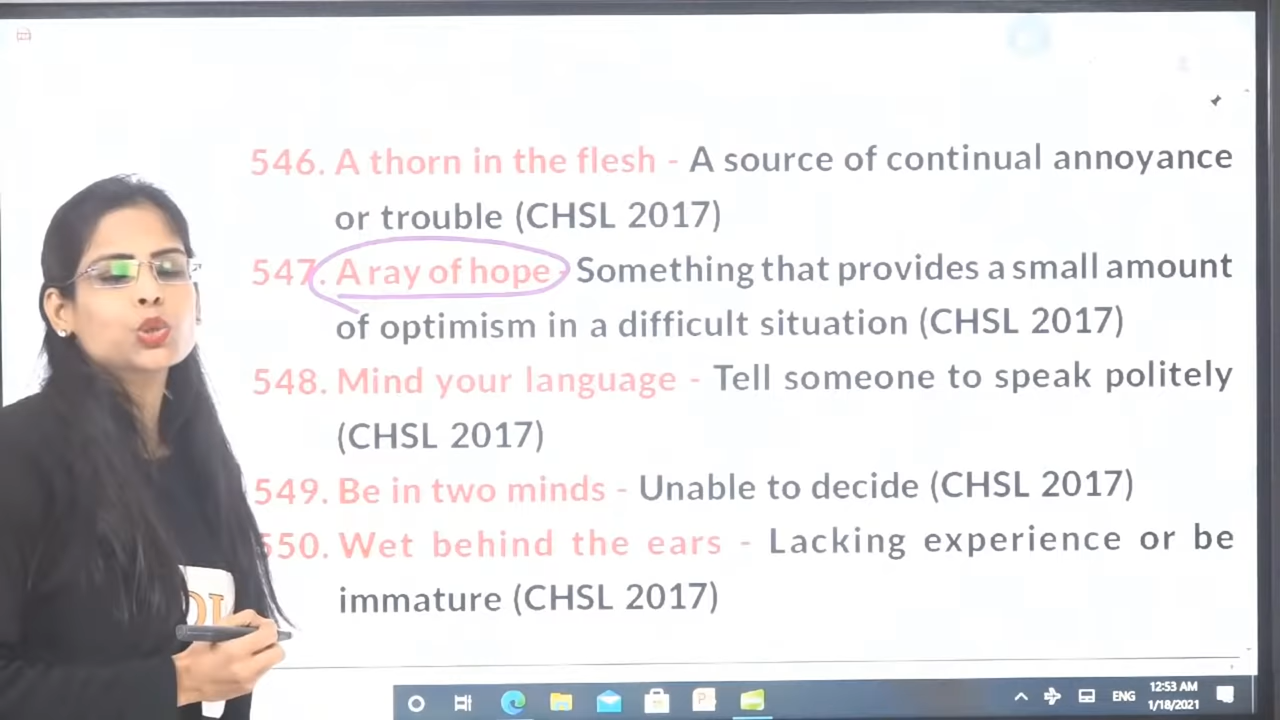 546. A thorn in the flesh - A source of continual annoyance
or trouble (CHSL 2017)
547. A ray of hope - Something that provides a small amount
of optimism in a difficult situation (CHSL 2017)
548. Mind your language - Tell someone to speak politely
(CHSL 2017)
549. Be in two minds - Unable to decide (CHSL 2017)
550. Wet behind the ears - Lacking experience or be
immature (CHSL 2017)
ENG
12:53 AM
1/18/2021